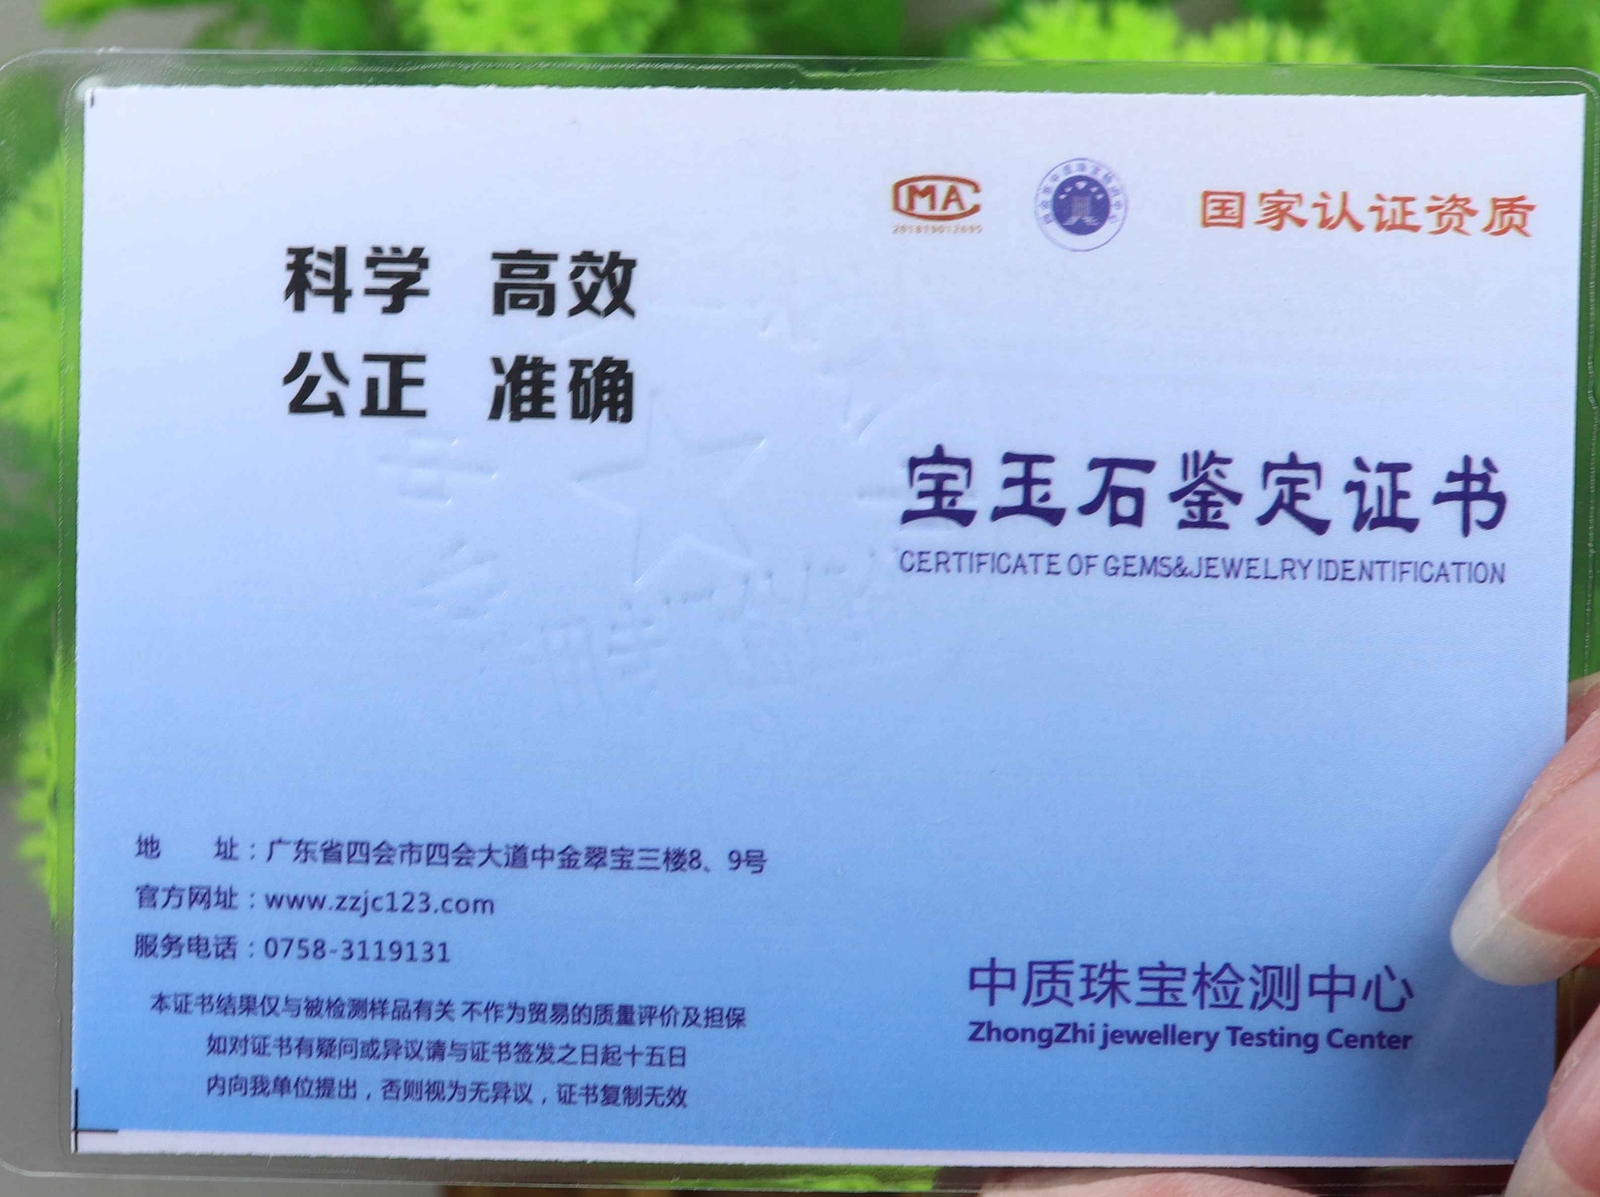 CMA
201819012695
国家认证资质
科学 高效
公正 准确
宝玉石鉴定证书
CERTIFICATE OF GEMS&JEWELRY IDENTIFICATION
地 址：广东省四会市四会大道中金翠宝三楼8、9号
官方网址：www.zzjc123.com
服务电话：0758-3119131
本证书结果仅与被检测样品有关 不作为贸易的质量评价及担保
如对证书有疑问或异议请与证书签发之日起十五日
内向我单位提出，否则视为无异议，证书复制无效
中质珠宝检测中心
ZhongZhi jewellery Testing Center